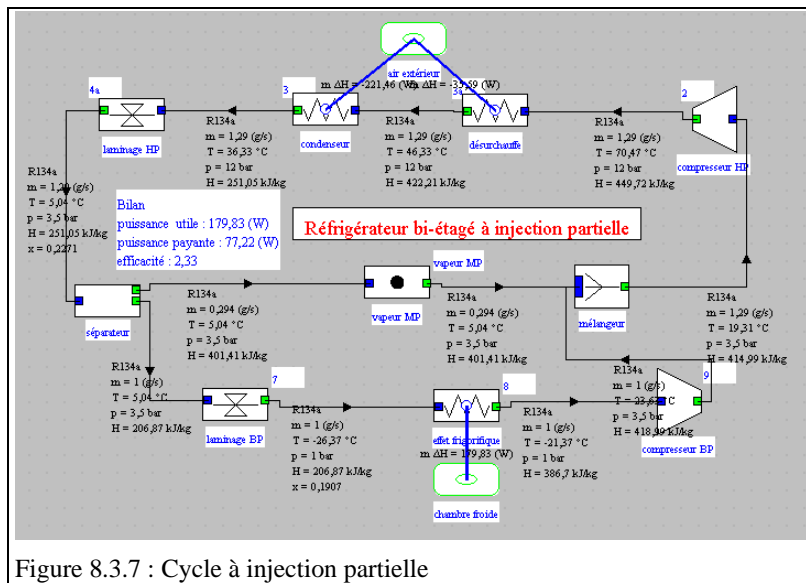 air extérieur
m ΔH = -221,46 (W)
m ΔH = -35,59 (W)
4a
3
3a
2
laminage HP
condenseur
désurchauffe
compresseur HP
R134a
m = 1,29 (g/s)
T = 36,33 °C
p = 12 bar
H = 251,05 kJ/kg
R134a
m = 1,29 (g/s)
T = 46,33 °C
p = 12 bar
H = 422,21 kJ/kg
R134a
m = 1,29 (g/s)
T = 70,47 °C
p = 12 bar
H = 449,72 kJ/kg
R134a
m = 1,29 (g/s)
T = 5,04 °C
p = 3,5 bar
H = 251,05 kJ/kg
x = 0,2271
Bilan
puissance utile : 179,83 (W)
puissance payante : 77,22 (W)
efficacité : 2,33
Réfrigérateur bi-étagé à injection partielle
séparateur
R134a
m = 0,294 (g/s)
T = 5,04 °C
p = 3,5 bar
H = 401,41 kJ/kg
vapeur MP
vapeur MP
R134a
m = 0,294 (g/s)
T = 5,04 °C
p = 3,5 bar
H = 401,41 kJ/kg
mélangeur
R134a
m = 1,29 (g/s)
T = 19,31 °C
p = 3,5 bar
H = 414,99 kJ/kg
R134a
m = 1 (g/s)
T = 5,04 °C
p = 3,5 bar
H = 206,87 kJ/kg
7
laminage BP
R134a
m = 1 (g/s)
T = -26,37 °C
p = 1 bar
H = 206,87 kJ/kg
x = 0,1907
8
effet frigorifique
m ΔH = 179,83 (W)
chambre froide
R134a
m = 1 (g/s)
T = -21,37 °C
p = 1 bar
H = 386,7 kJ/kg
9
R134a
m = 1 (g/s)
p = 3,5 bar
H = 418,99 kJ/kg
compresseur BP
Figure 8.3.7 : Cycle à injection partielle